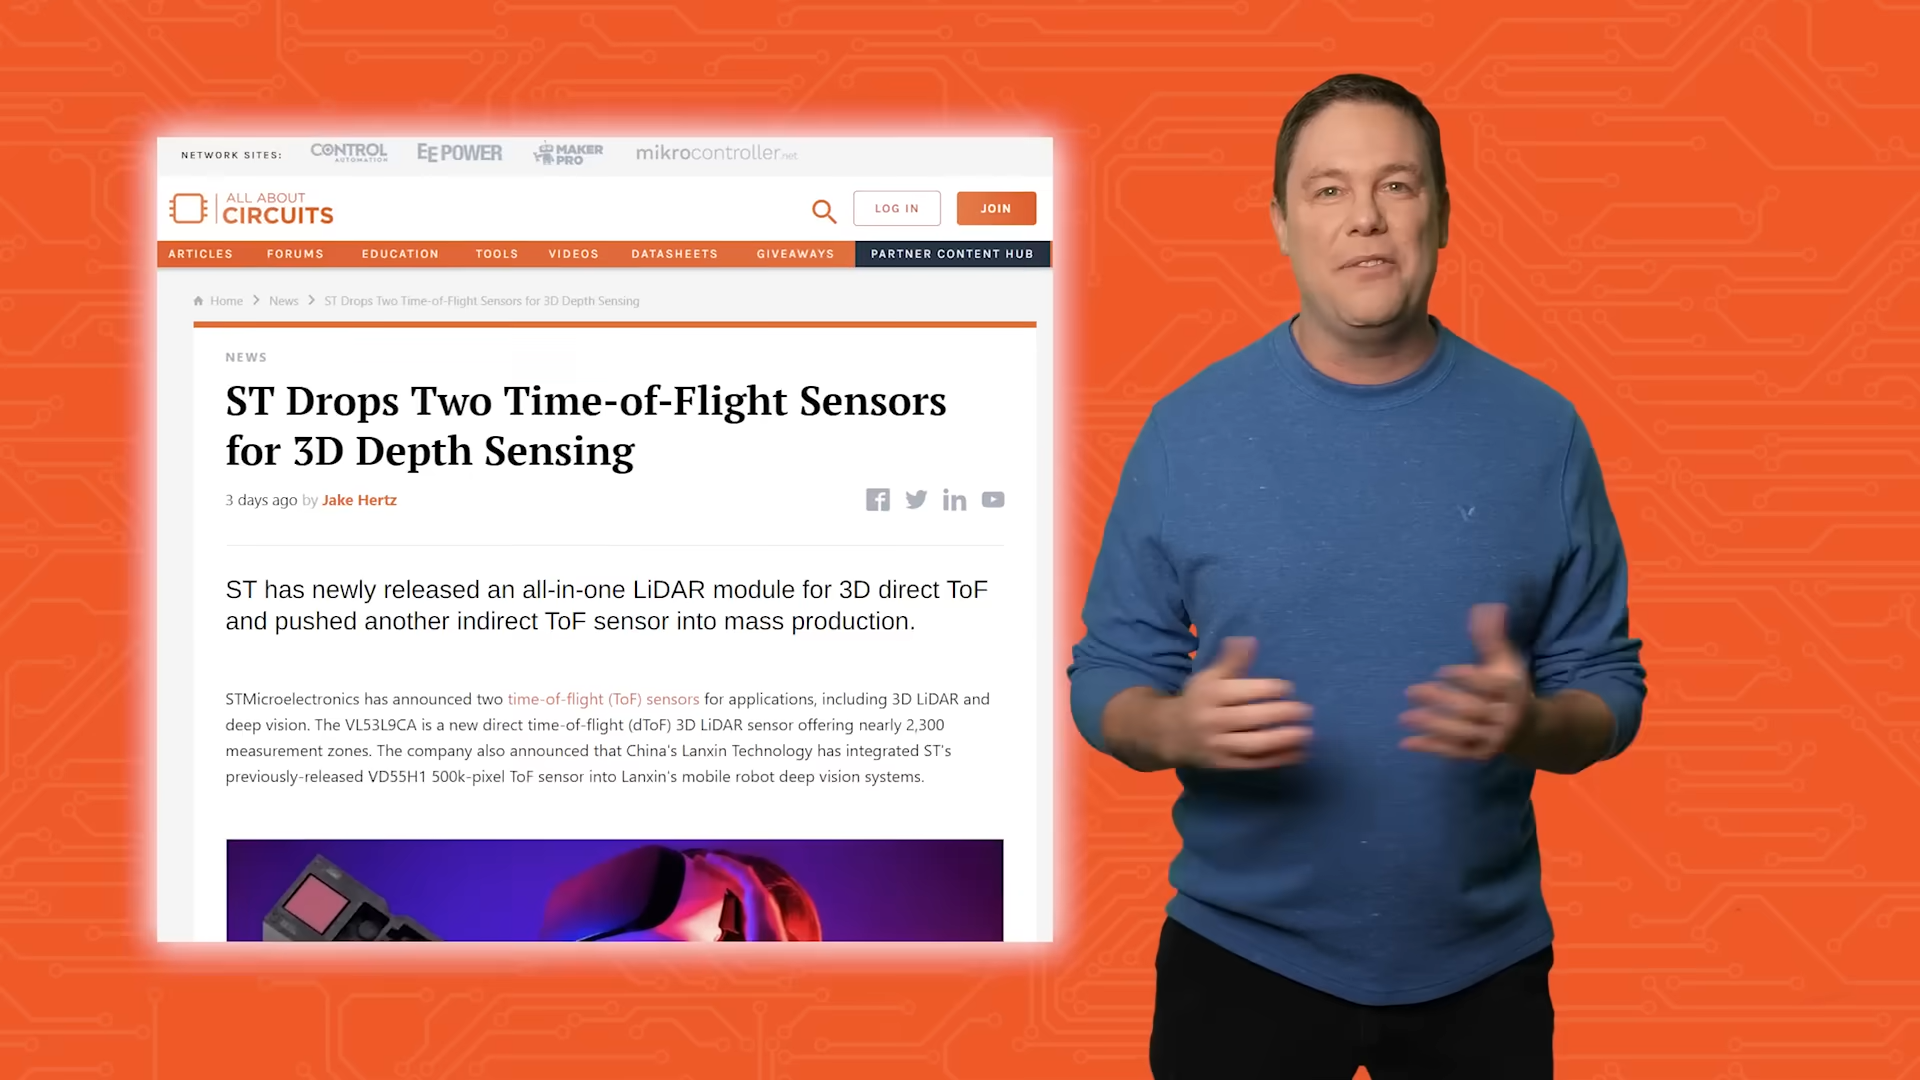 NETWORK SITES: CONTROL AUTOMATION EEPOWER MAKER PRO mikrocontroller.net
ALL ABOUT
CIRCUITS
LOG IN JOIN
ARTICLES FORUMS EDUCATION TOOLS VIDEOS DATASHEETS GIVEAWAYS PARTNER CONTENT HUB
Home > News > ST Drops Two Time-of-Flight Sensors for 3D Depth Sensing
NEWS
ST Drops Two Time-of-Flight Sensors
for 3D Depth Sensing
3 days ago by Jake Hertz
ST has newly released an all-in-one LiDAR module for 3D direct ToF
and pushed another indirect ToF sensor into mass production.
STMicroelectronics has announced two time-of-flight (ToF) sensors for applications, including 3D LiDAR and
deep vision. The VL53L9CA is a new direct time-of-flight (dToF) 3D LiDAR sensor offering nearly 2,300
measurement zones. The company also announced that China's Lanxin Technology has integrated ST's
previously-released VD55H1 500k-pixel ToF sensor into Lanxin's mobile robot deep vision systems.